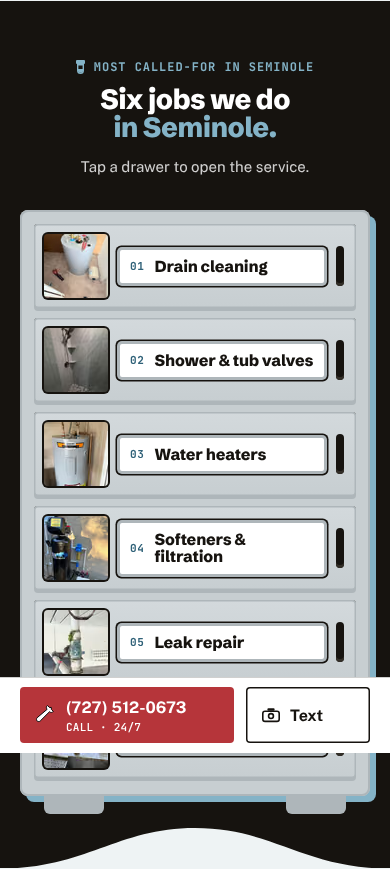 MOST CALLED-FOR IN SEMINOLE
Six jobs we do
in Seminole.
Tap a drawer to open the service.
01 Drain cleaning
02 Shower & tub valves
03 Water heaters
04 Softeners &
filtration
05 Leak repair
(727) 512-0673
CALL · 24/7
Text